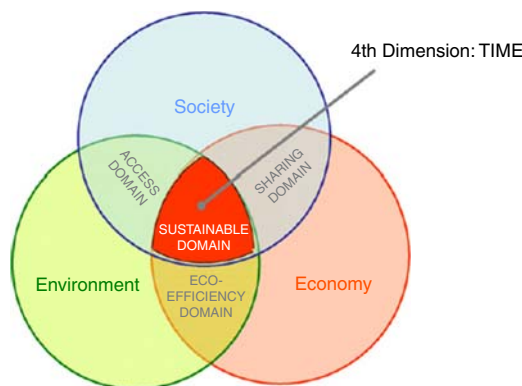 4th Dimension: TIME
Society
ACCESS
DOMAIN
SHARING
DOMAIN
SUSTAINABLE
DOMAIN
Environment
ECO-
EFFICIENCY
DOMAIN
Economy